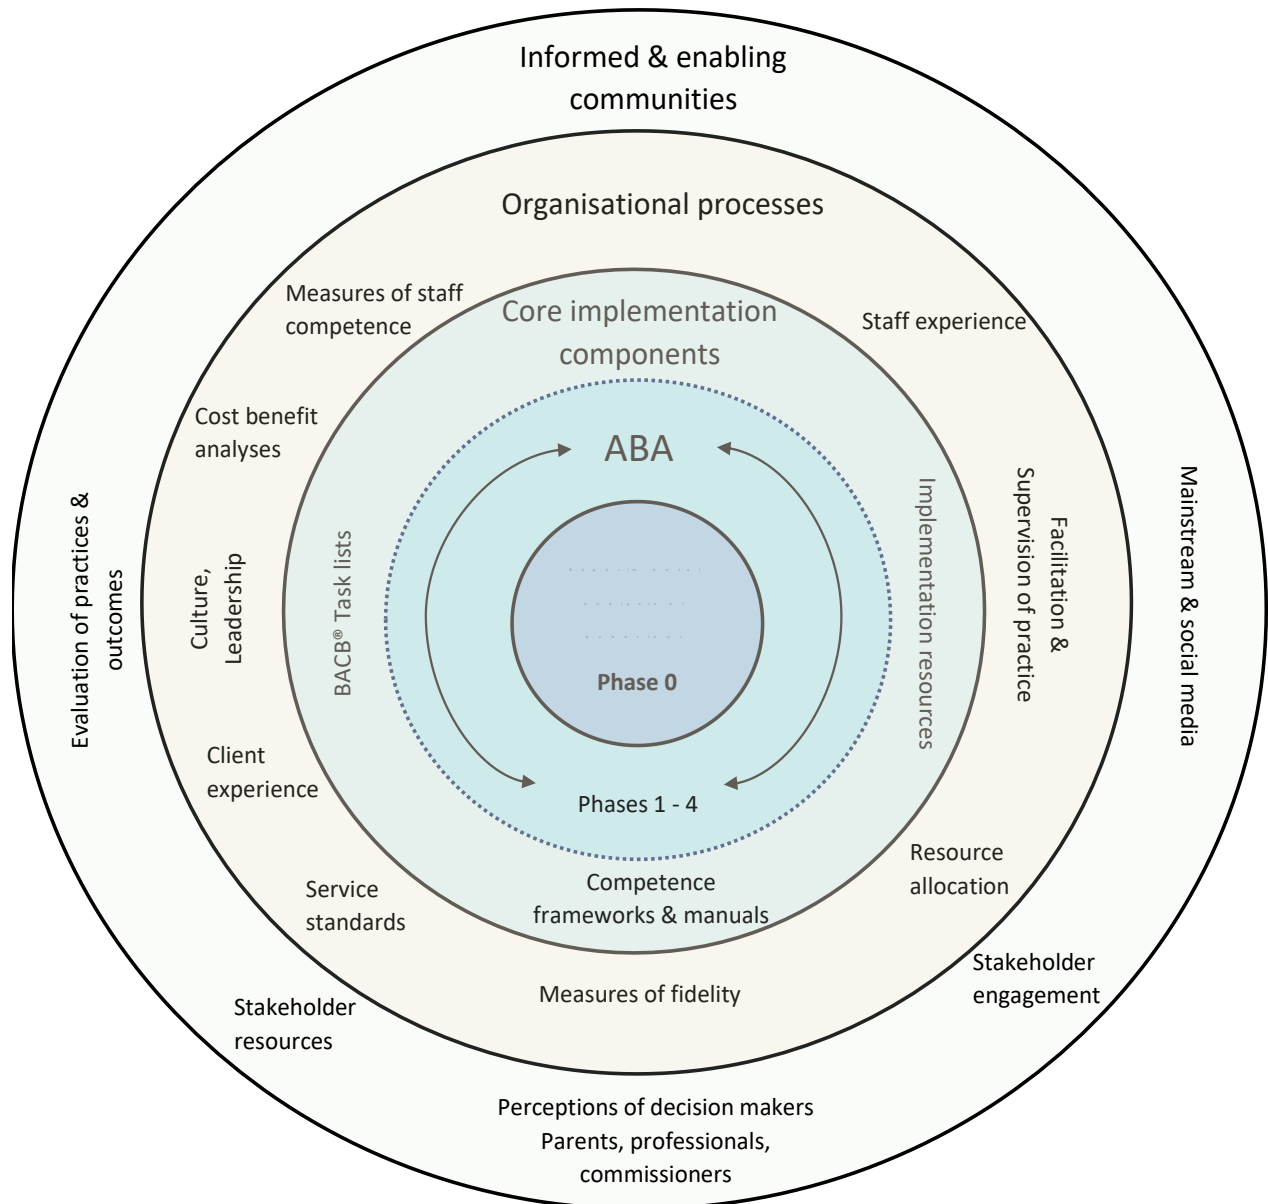 Informed & enabling
communities
Organisational processes
Measures of staff
competence
Staff experience
Core implementation
components
Cost benefit
analyses
ABA
Evaluation of practices &
outcomes
Culture,
Leadership
BACB® Task lists
Implementation resources
Facilitation &
Supervision of practice
Mainstream & social media
Phase 0
Client
experience
Phases 1 - 4
Resource
allocation
Service
standards
Competence
frameworks & manuals
Stakeholder
engagement
Measures of fidelity
Stakeholder
resources
Perceptions of decision makers
Parents, professionals,
commissioners